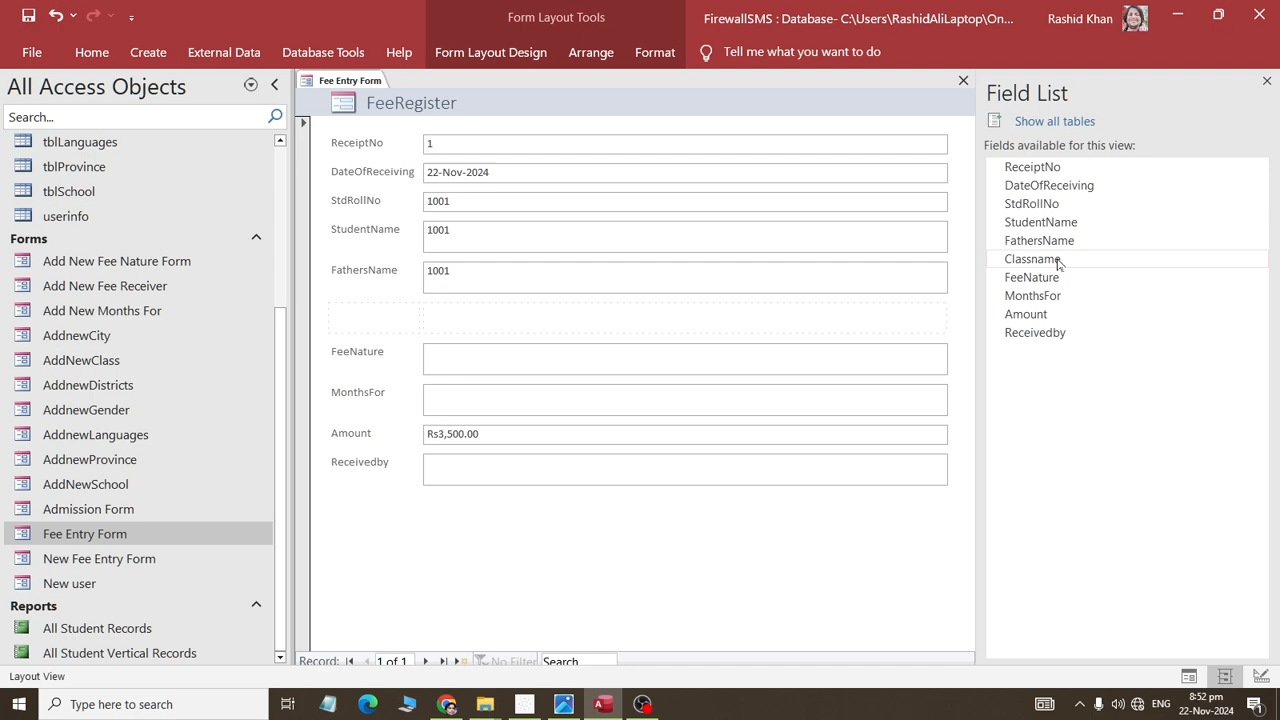 Form Layout Tools
FirewallSMS : Database- C:\Users\RashidAliLaptop\On...
Rashid Khan
File
Home
Create
External Data
Database Tools
Help
Form Layout Design
Arrange
Format
Tell me what you want to do
All Access Objects
Search...
tblLanguages
tblProvince
tblSchool
userinfo
Forms
Add New Fee Nature Form
Add New Fee Receiver
Add New Months For
AddnewCity
AddNewClass
AddnewDistricts
AddnewGender
AddnewLanguages
AddnewProvince
AddNewSchool
Admission Form
Fee Entry Form
New Fee Entry Form
New user
Reports
All Student Records
All Student Vertical Records
Fee Entry Form
FeeRegister
ReceiptNo 1
DateOfReceiving 22-Nov-2024
StdRollNo 1001
StudentName 1001
FathersName 1001
FeeNature
MonthsFor
Amount Rs3,500.00
Receivedby
Record: 1 of 1 No Filter Search
Field List
Show all tables
Fields available for this view:
ReceiptNo
DateOfReceiving
StdRollNo
StudentName
FathersName
Classname
FeeNature
MonthsFor
Amount
Receivedby
Layout View
Type here to search
ENG
8:52 pm
22-Nov-2024